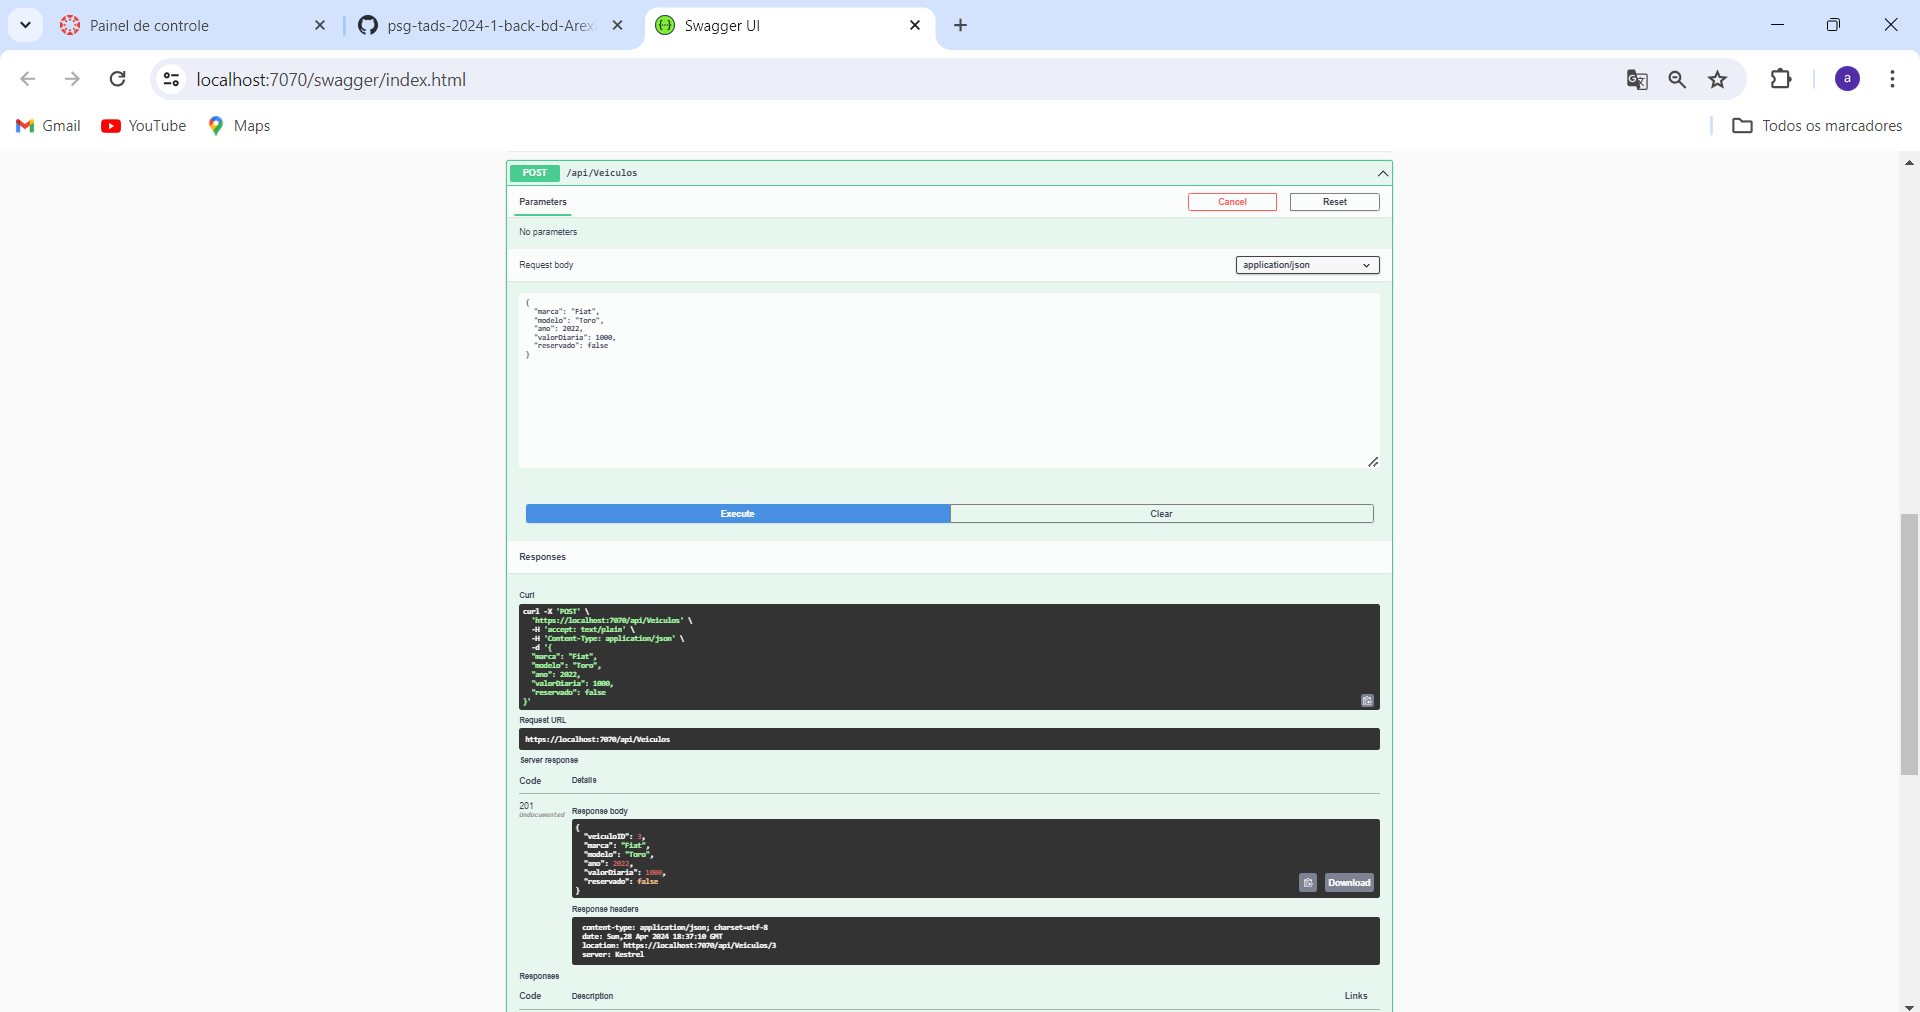 Painel de controle
psg-tads-2024-1-back-bd-Arex
Swagger UI
localhost:7070/swagger/index.html
a
Gmail
YouTube
Maps
Todos os marcadores
POST /api/Veiculos
Parameters
Cancel
Reset
No parameters
Request body
application/json
{
"marca": "Fiat",
"modelo": "Toro",
"ano": 2022,
"valorDiaria": 1000,
"reservado": false
}
Execute
Clear
Responses
Curl
curl -X 'POST' \
'https://localhost:7070/api/Veiculos' \
-H 'accept: text/plain' \
-H 'Content-Type: application/json' \
-d '{
"marca": "Fiat",
"modelo": "Toro",
"ano": 2022,
"valorDiaria": 1000,
"reservado": false
}'
Request URL
https://localhost:7070/api/Veiculos
Server response
Code Details
201
Undocumented
Response body
{
"veiculoID": 3,
"marca": "Fiat",
"modelo": "Toro",
"ano": 2022,
"valorDiaria": 1000,
"reservado": false
}
Download
Response headers
content-type: application/json; charset=utf-8
date: Sun,28 Apr 2024 18:37:10 GMT
location: https://localhost:7070/api/Veiculos/3
server: Kestrel
Responses
Code Description Links